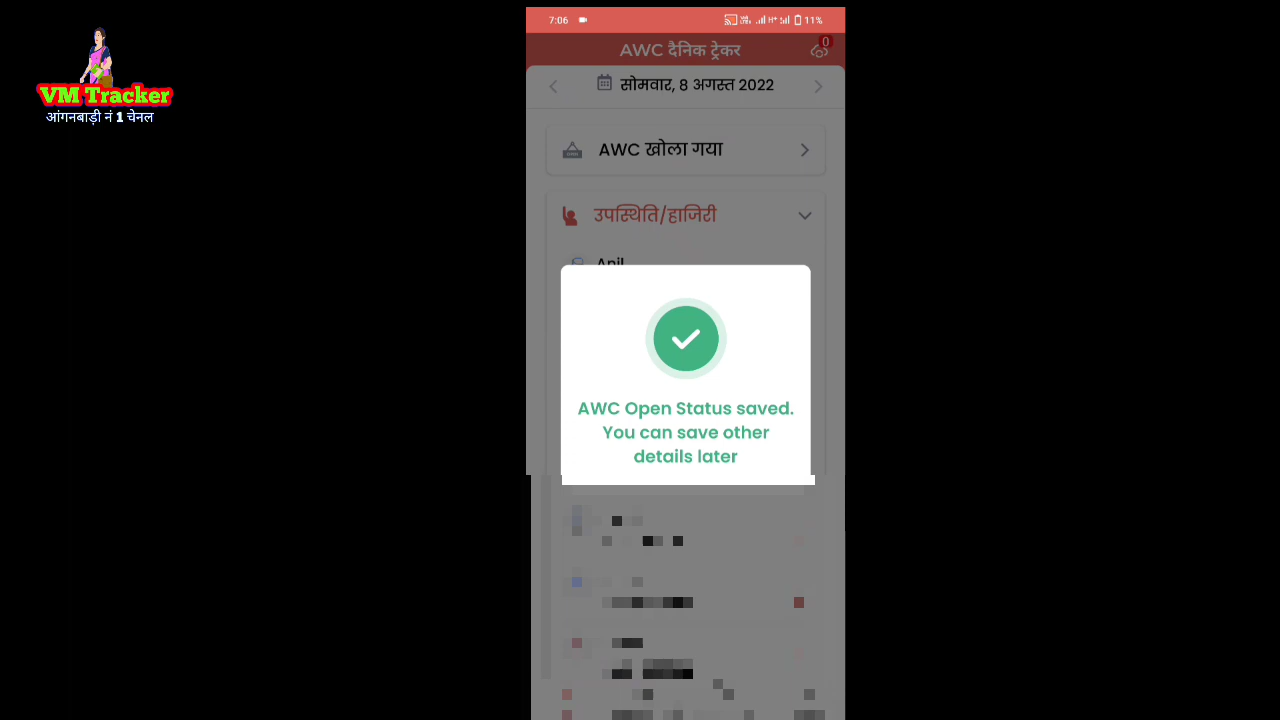 VM Tracker
आंगनबाड़ी नं 1 चेनल
7:06
11%
AWC दैनिक ट्रेकर
0
सोमवार, 8 अगस्त 2022
AWC खोला गया
उपस्थिति/हाजिरी
Anil
AWC Open Status saved.
You can save other
details later